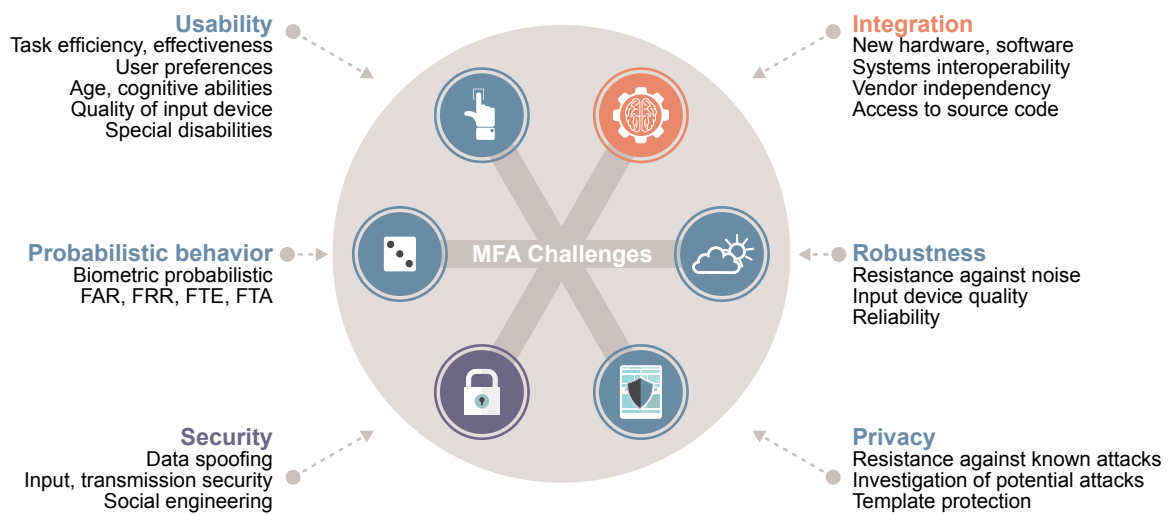 Usability
Task efficiency, effectiveness
User preferences
Age, cognitive abilities
Quality of input device
Special disabilities
Integration
New hardware, software
Systems interoperability
Vendor independency
Access to source code
Probabilistic behavior
Biometric probabilistic
FAR, FRR, FTE, FTA
MFA Challenges
Robustness
Resistance against noise
Input device quality
Reliability
Security
Data spoofing
Input, transmission security
Social engineering
Privacy
Resistance against known attacks
Investigation of potential attacks
Template protection